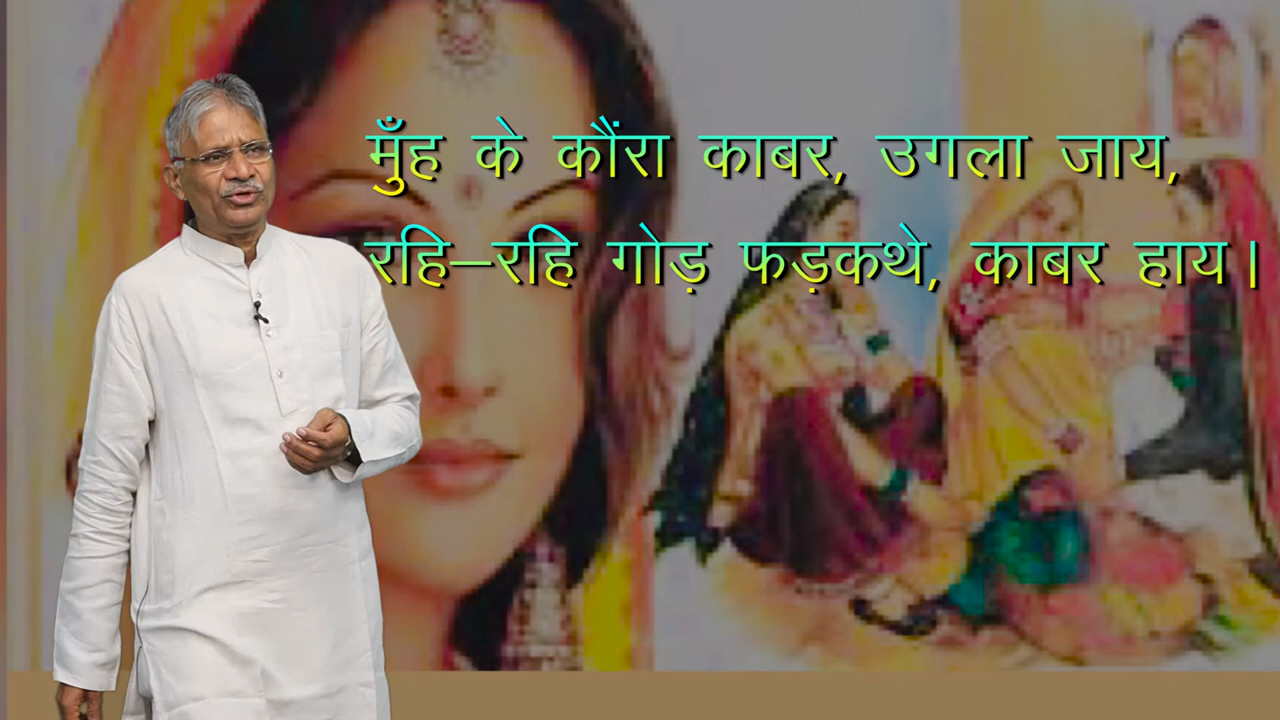 मुँह के कौंरा काबर, उगला जाय,
रहि–रहि गोड़ फड़कथे, काबर हाय।